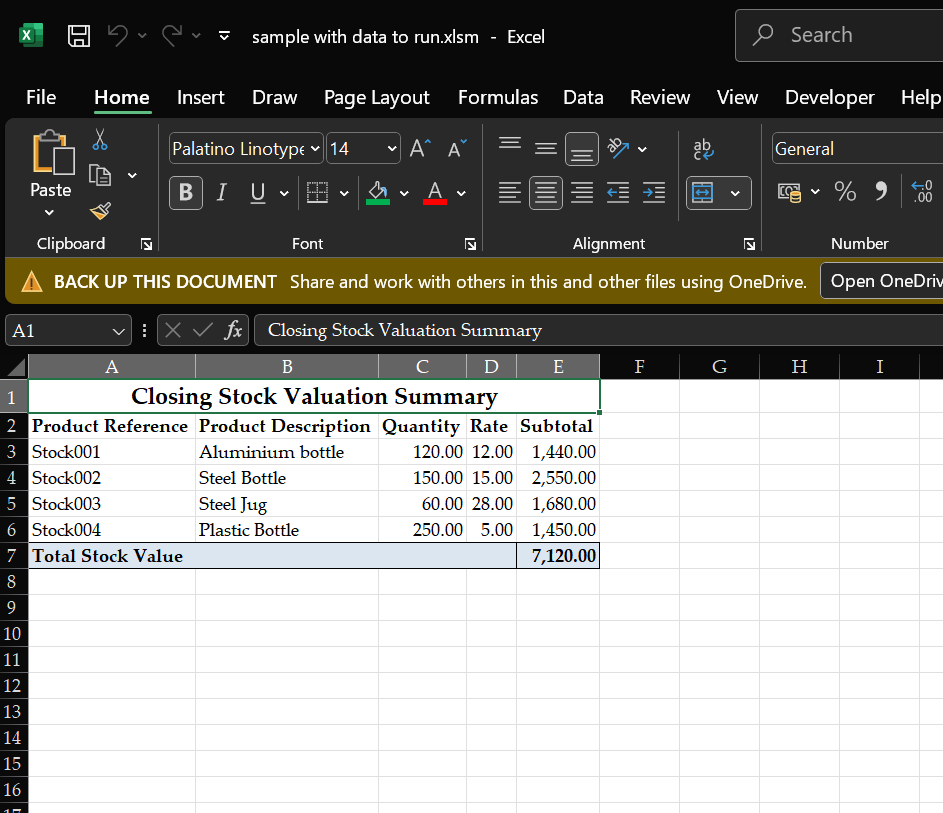 sample with data to run.xlsm - Excel
Search
File Home Insert Draw Page Layout Formulas Data Review View Developer Help
Paste
Palatino Linotype 14
A A
B I U A
ab
General
% .00
Clipboard Font Alignment Number
BACK UP THIS DOCUMENT Share and work with others in this and other files using OneDrive. Open OneDriv
A1 fx Closing Stock Valuation Summary
A B C D E F G H I
1 Closing Stock Valuation Summary
2 Product Reference Product Description Quantity Rate Subtotal
3 Stock001 Aluminium bottle 120.00 12.00 1,440.00
4 Stock002 Steel Bottle 150.00 15.00 2,550.00
5 Stock003 Steel Jug 60.00 28.00 1,680.00
6 Stock004 Plastic Bottle 250.00 5.00 1,450.00
7 Total Stock Value 7,120.00
8
9
10
11
12
13
14
15
16